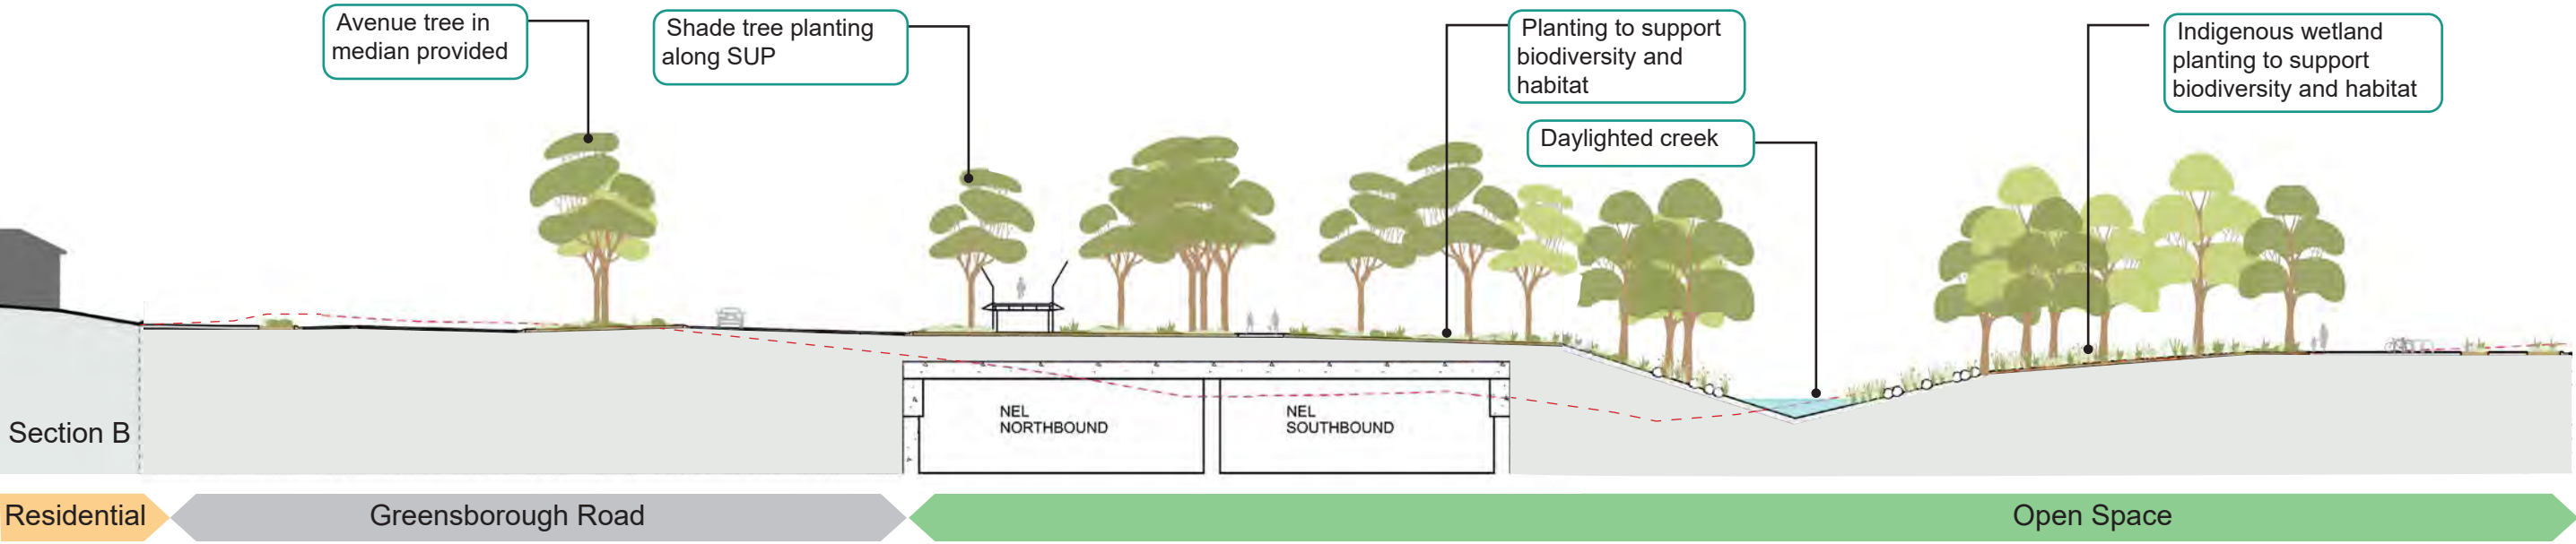 Avenue tree in
median provided
Shade tree planting
along SUP
Planting to support
biodiversity and
habitat
Daylighted creek
Indigenous wetland
planting to support
biodiversity and habitat
NEL
NORTHBOUND
NEL
SOUTHBOUND
Section B
Residential
Greensborough Road
Open Space